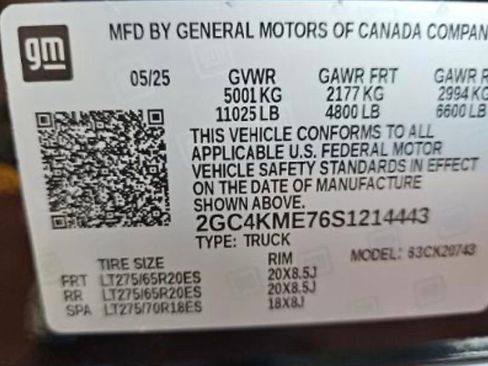 gm
MFD BY GENERAL MOTORS OF CANADA COMPAN
05/25 GVWR GAWR FRT GAWR R
5001 KG 2177 KG 2994 KG
11025 LB 4800 LB 6600 LB
THIS VEHICLE CONFORMS TO ALL
APPLICABLE U.S. FEDERAL MOTOR
VEHICLE SAFETY STANDARDS IN EFFECT
ON THE DATE OF MANUFACTURE
SHOWN ABOVE.
2GC4KME76S1214443
TYPE: TRUCK
MODEL: 63CK20743
TIRE SIZE RIM
FRT LT275/65R20ES 20X8.5J
RR LT275/65R20ES 20X8.5J
SPA LT275/70R18ES 18X8J